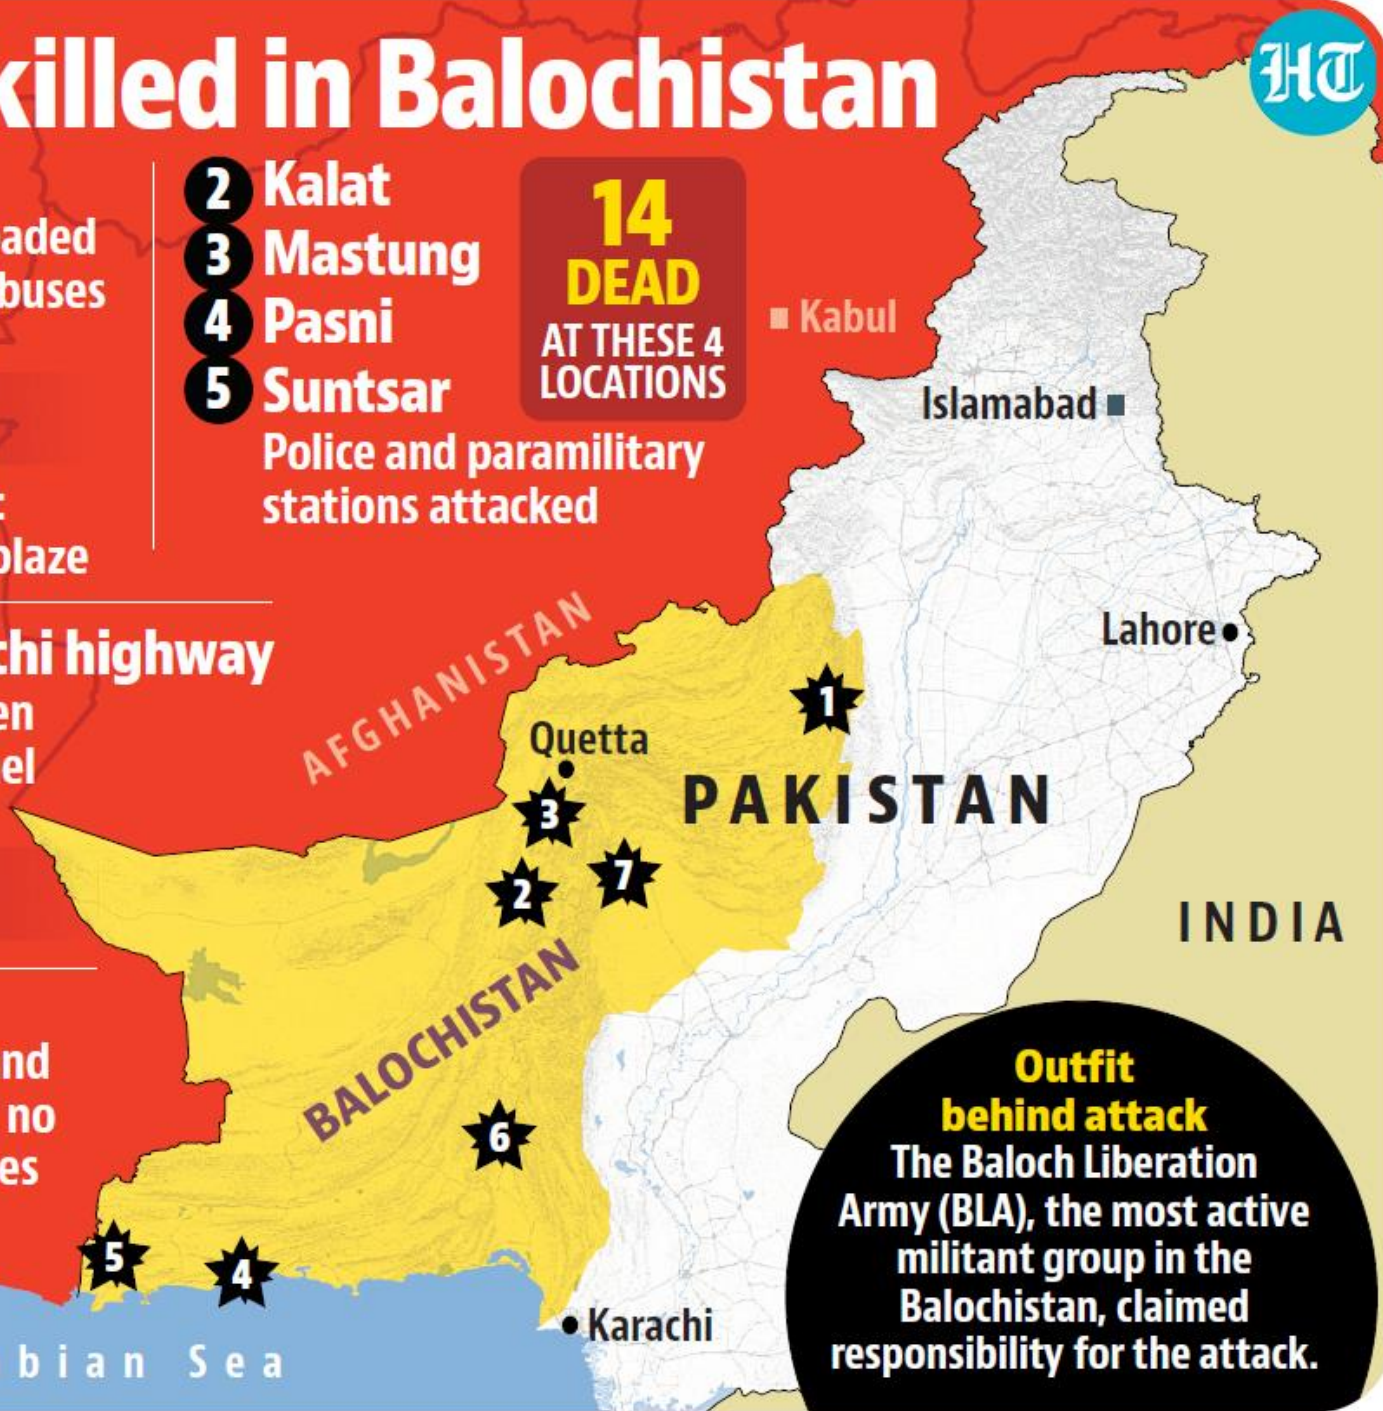 HT
killed in Balochistan
aded
buses
2 Kalat
3 Mastung
4 Pasni
5 Suntsar
Police and paramilitary
stations attacked
14
DEAD
AT THESE 4
LOCATIONS
blaze
chi highway
en
el
nd
no
es
Kabul
Islamabad
Lahore
AFGHANISTAN
Quetta
1
3
PAKISTAN
7
2
INDIA
BALOCHISTAN
6
5
4
Karachi
bian Sea
Outfit
behind attack
The Baloch Liberation
Army (BLA), the most active
militant group in the
Balochistan, claimed
responsibility for the attack.